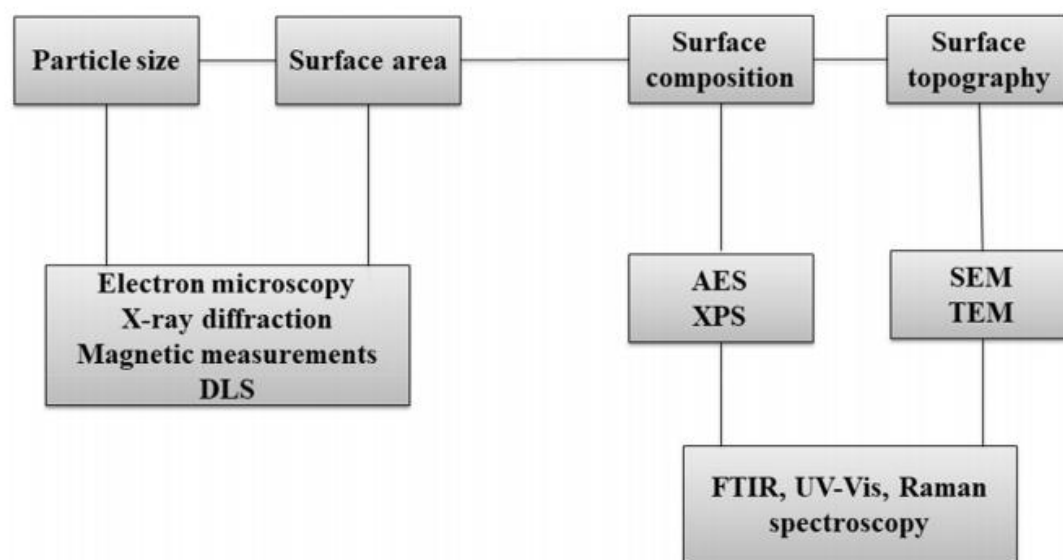 Particle size
Surface area
Surface
composition
Surface
topography
Electron microscopy
X-ray diffraction
Magnetic measurements
DLS
AES
XPS
SEM
TEM
FTIR, UV-Vis, Raman
spectroscopy